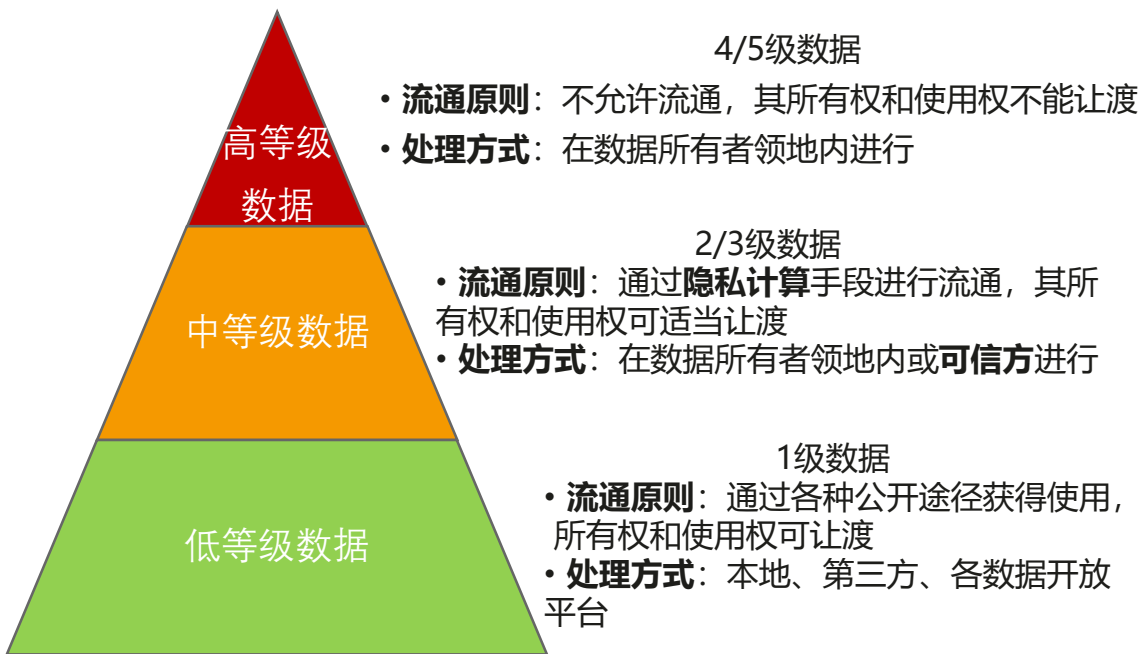 4/5级数据
• 流通原则：不允许流通，其所有权和使用权不能让渡
• 处理方式：在数据所有者领地内进行
高等级
数据
2/3级数据
• 流通原则：通过隐私计算手段进行流通，其所
有权和使用权可适当让渡
• 处理方式：在数据所有者领地内或可信方进行
中等级数据
1级数据
• 流通原则：通过各种公开途径获得使用，
所有权和使用权可让渡
• 处理方式：本地、第三方、各数据开放
平台
低等级数据